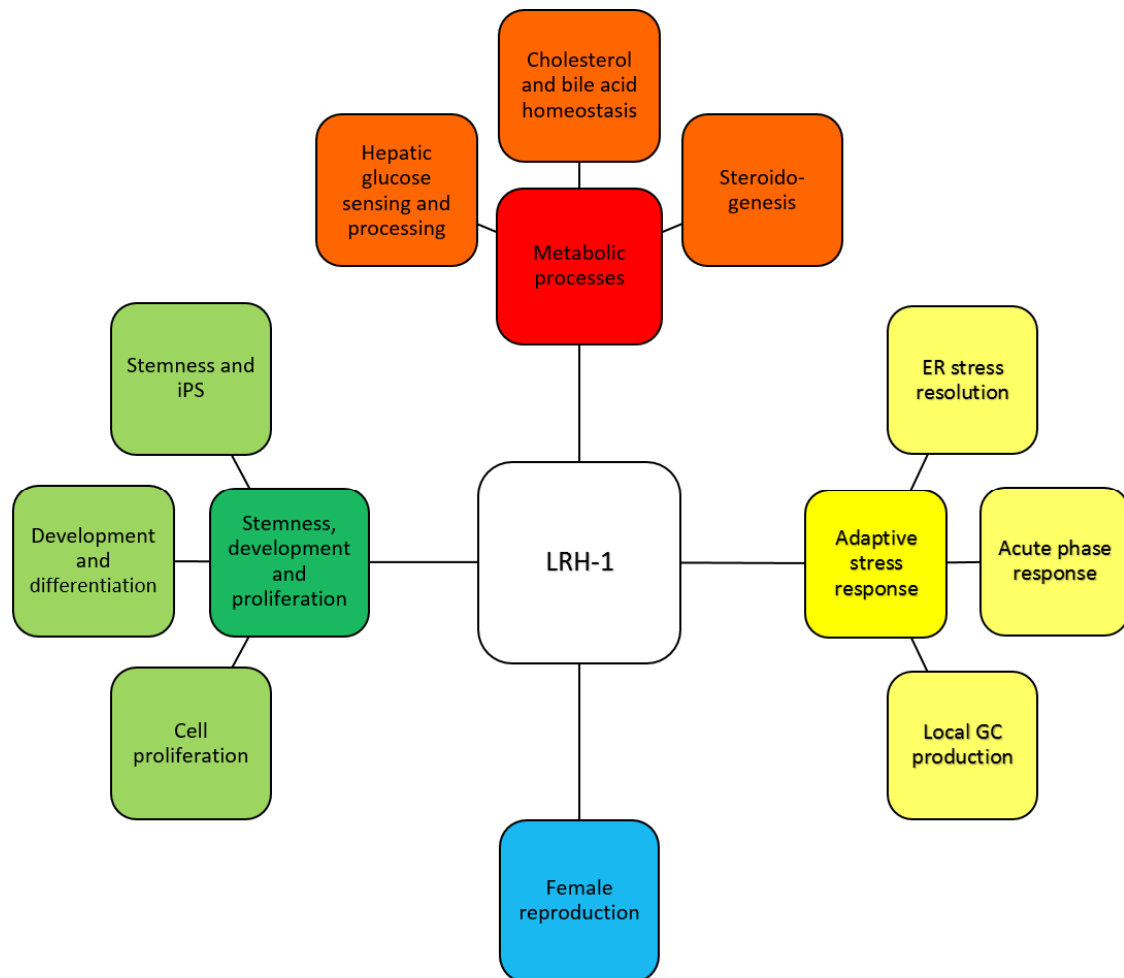 Cholesterol
and bile acid
homeostasis
Hepatic
glucose
sensing and
processing
Steroido-
genesis
Metabolic
processes
Stemness and
iPS
ER stress
resolution
Development
and
differentiation
Stemness,
development
and
proliferation
LRH-1
Adaptive
stress
response
Acute phase
response
Cell
proliferation
Local GC
production
Female
reproduction